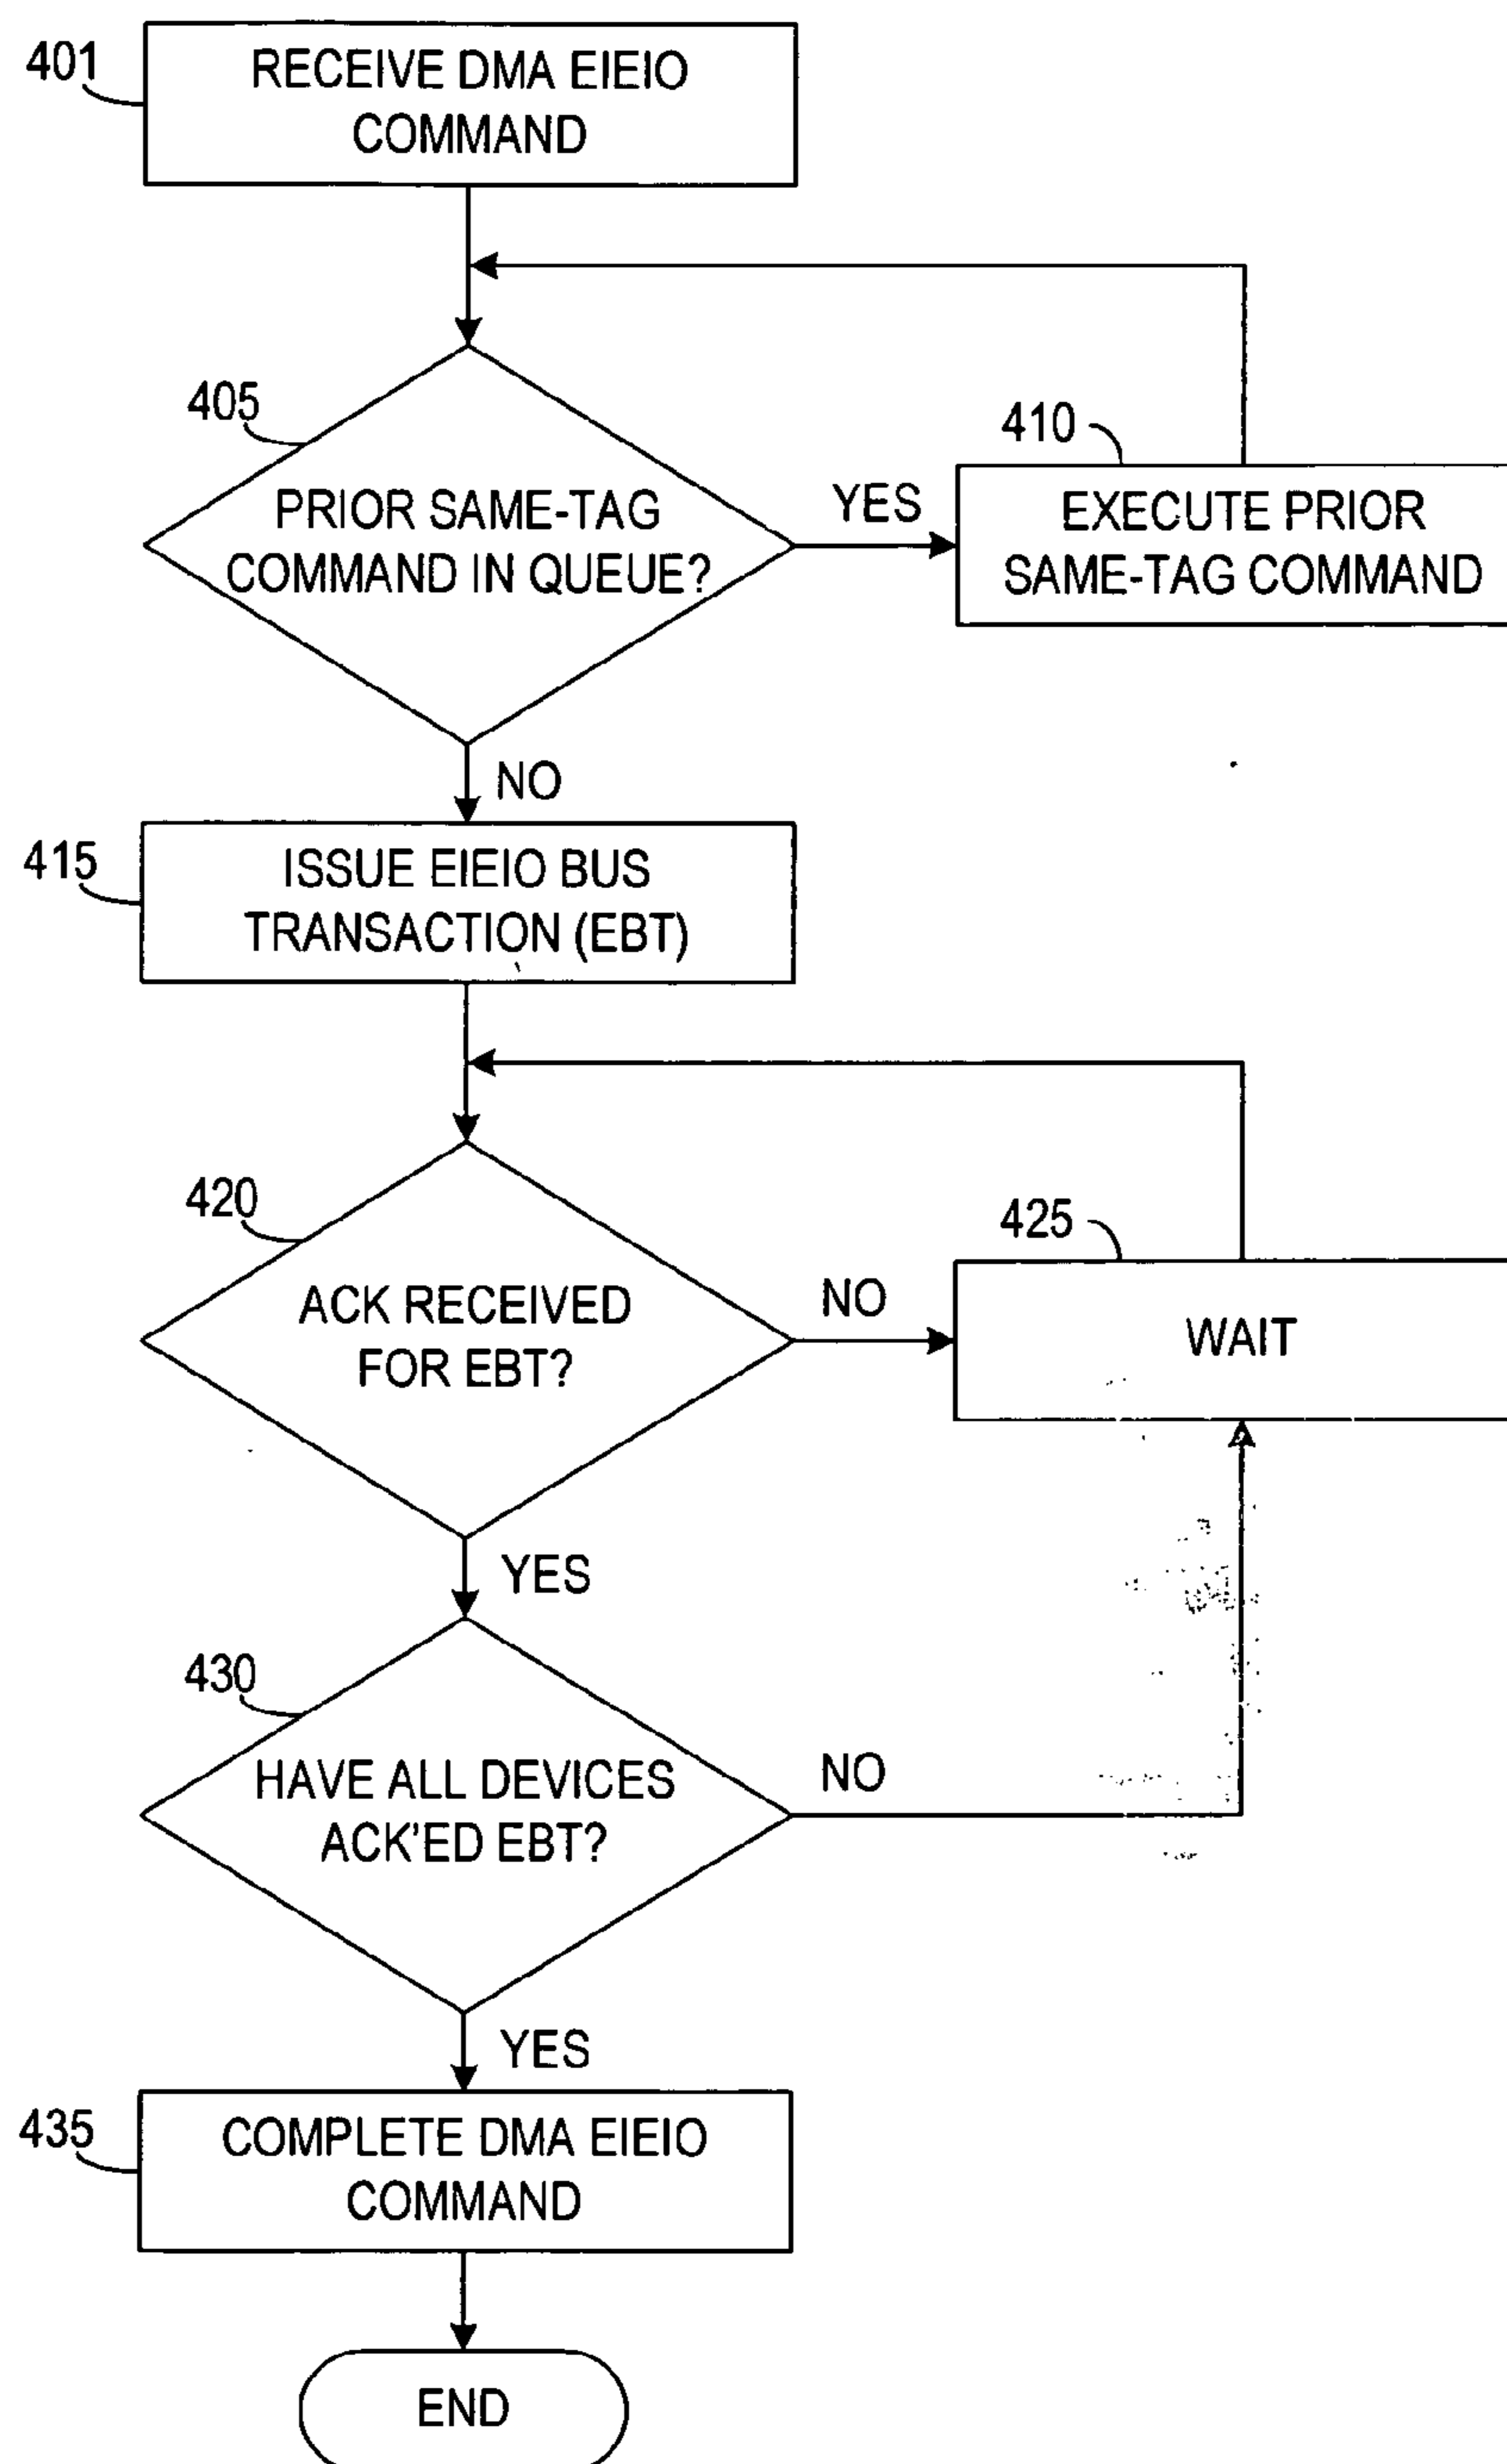 401
RECEIVE DMA EIEIO
COMMAND
405
PRIOR SAME-TAG
COMMAND IN QUEUE?
YES
410
EXECUTE PRIOR
SAME-TAG COMMAND
NO
415
ISSUE EIEIO BUS
TRANSACTION (EBT)
420
ACK RECEIVED
FOR EBT?
NO
425
WAIT
YES
430
HAVE ALL DEVICES
ACK'ED EBT?
NO
YES
435
COMPLETE DMA EIEIO
COMMAND
END